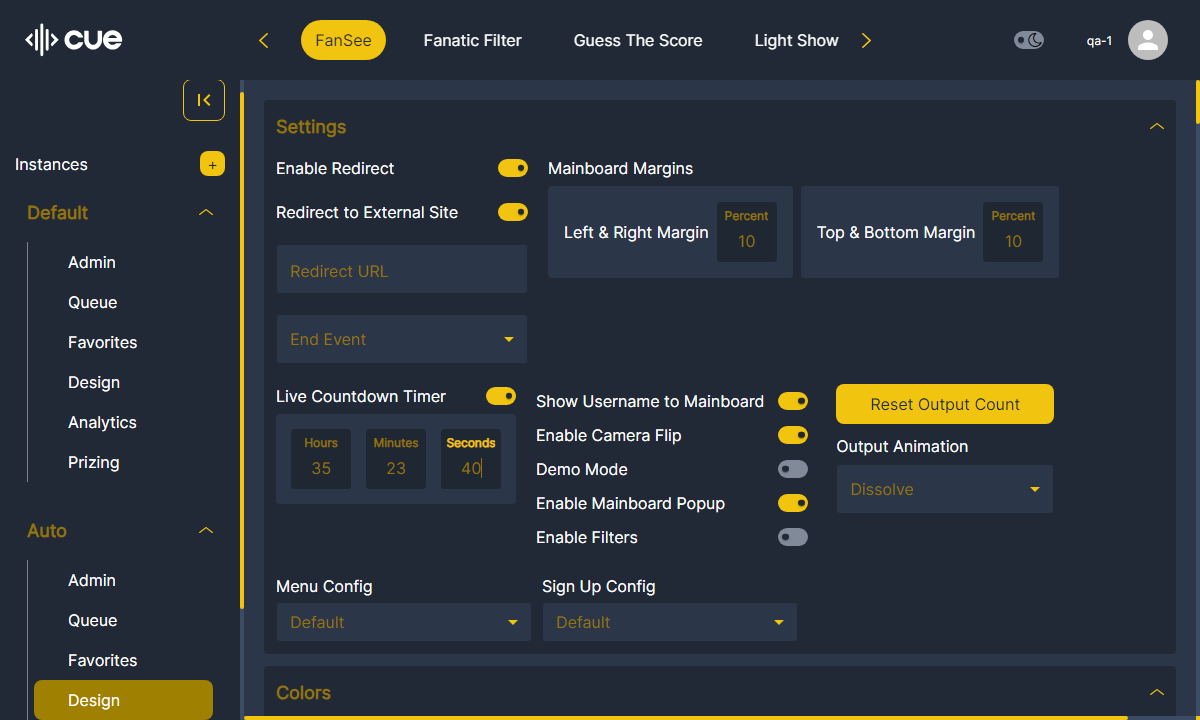 cue
FanSee
Fanatic Filter
Guess The Score
Light Show
qa-1
Instances
+
Default
Admin
Queue
Favorites
Design
Analytics
Prizing
Auto
Admin
Queue
Favorites
Design
Settings
Enable Redirect
Redirect to External Site
Redirect URL
End Event
Mainboard Margins
Left & Right Margin
Percent
10
Top & Bottom Margin
Percent
10
Live Countdown Timer
Hours
35
Minutes
23
Seconds
40
Show Username to Mainboard
Enable Camera Flip
Demo Mode
Enable Mainboard Popup
Enable Filters
Reset Output Count
Output Animation
Dissolve
Menu Config
Default
Sign Up Config
Default
Colors